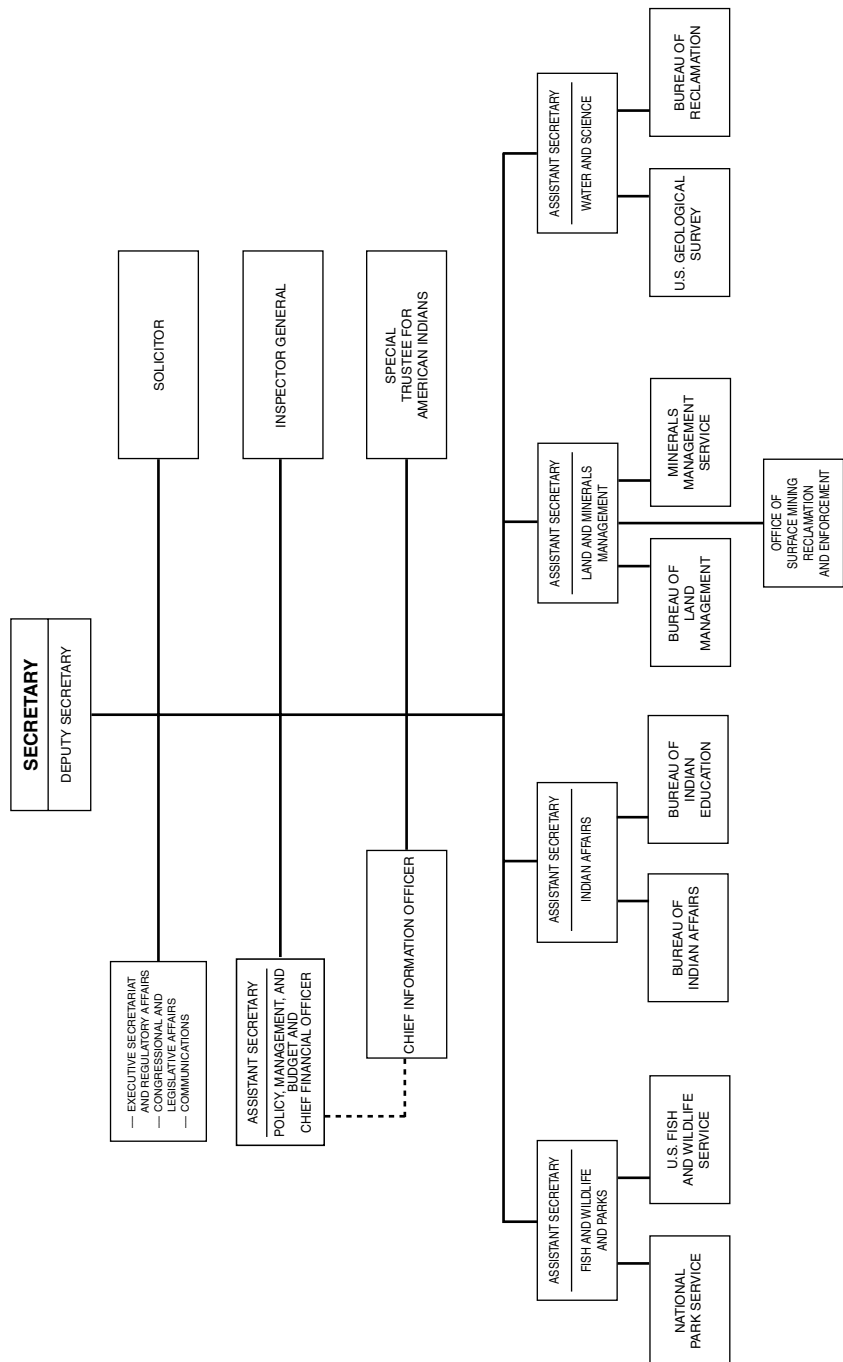 SECRETARY
DEPUTY SECRETARY
— EXECUTIVE SECRETARIAT
AND REGULATORY AFFAIRS
— CONGRESSIONAL AND
LEGISLATIVE AFFAIRS
— COMMUNICATIONS
SOLICITOR
ASSISTANT SECRETARY
POLICY, MANAGEMENT, AND
BUDGET AND
CHIEF FINANCIAL OFFICER
INSPECTOR GENERAL
CHIEF INFORMATION OFFICER
SPECIAL
TRUSTEE FOR
AMERICAN INDIANS
ASSISTANT SECRETARY
FISH AND WILDLIFE
AND PARKS
ASSISTANT SECRETARY
INDIAN AFFAIRS
ASSISTANT SECRETARY
LAND AND MINERALS
MANAGEMENT
ASSISTANT SECRETARY
WATER AND SCIENCE
NATIONAL
PARK SERVICE
U.S. FISH
AND WILDLIFE
SERVICE
BUREAU OF
INDIAN AFFAIRS
BUREAU OF
INDIAN
EDUCATION
BUREAU OF
LAND
MANAGEMENT
MINERALS
MANAGEMENT
SERVICE
U.S. GEOLOGICAL
SURVEY
BUREAU OF
RECLAMATION
OFFICE OF
SURFACE MINING
RECLAMATION
AND ENFORCEMENT